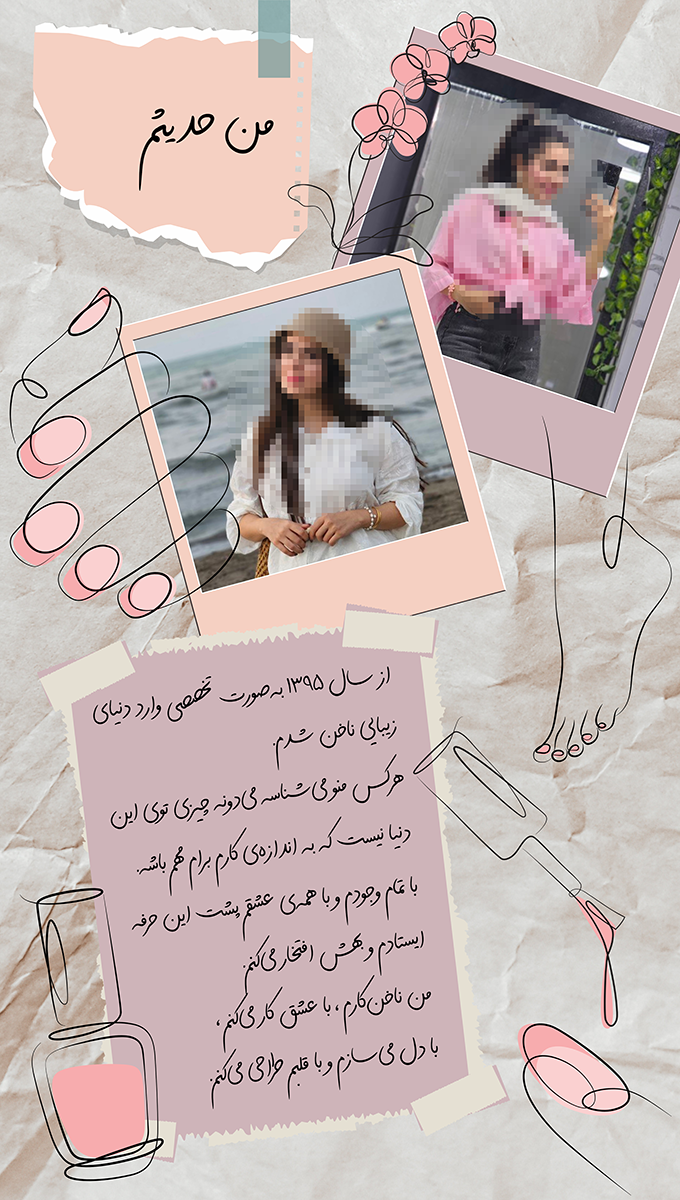 من حدیثم
از سال ۱۳۹۵ به صورت تخصصی وارد دنیای
زیبایی ناخن شدم.
هرکس منو می‌شناسه می‌دونه چیزی توی این
دنیا نیست که به اندازه‌ی کارم برام مهم باشه.
با تمام وجودم و با همه‌ی عشقم پشت این حرفه
ایستادم و بهش افتخار می‌کنم.
من ناخن‌کارم ، با عشق کار می‌کنم ،
با دل می‌سازم و با قلبم طراحی می‌کنم.